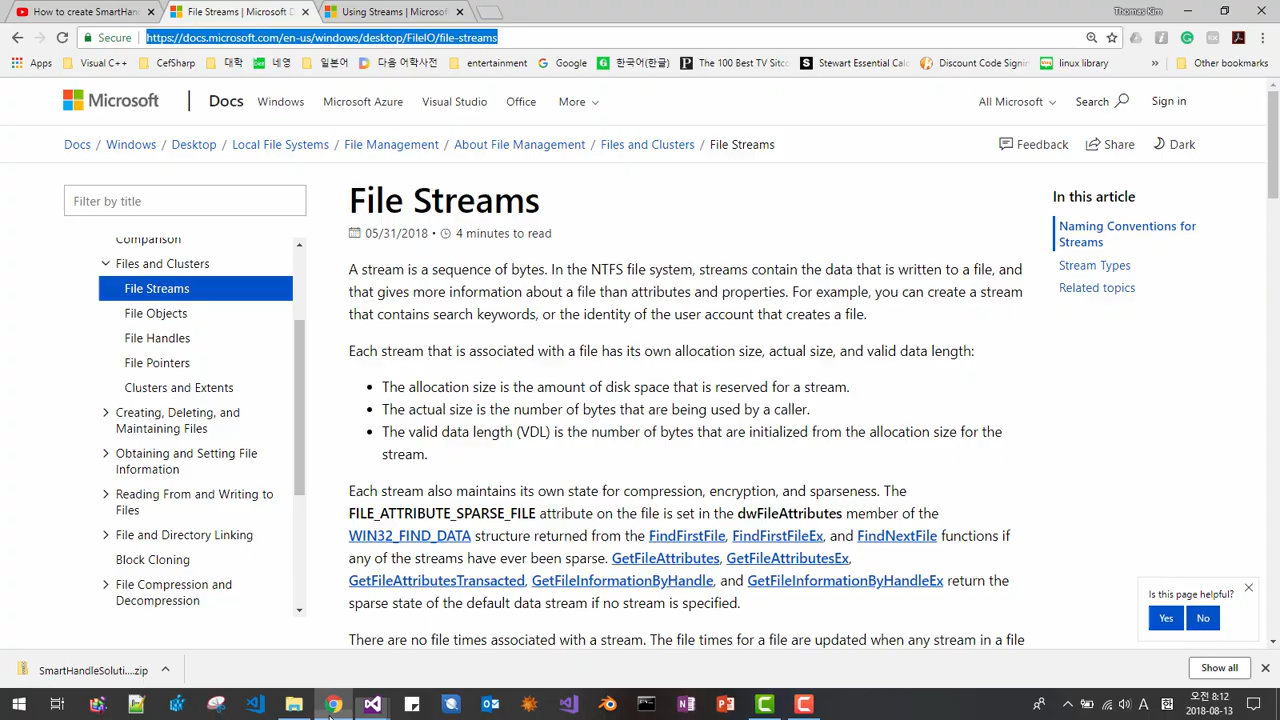 How to create SmartHan
File Streams | Microsoft D
Using Streams | Microsof
Thomas Kim
Secure
https://docs.microsoft.com/en-us/windows/desktop/FileIO/file-streams
Apps
Visual C++
CefSharp
대학
네영
일본어
다음 어학사전
entertainment
Google
한국어(한글)
The 100 Best TV Sitco
Stewart Essential Calc
Discount Code Signin
linux library
»
Other bookmarks
Microsoft
Docs
Windows
Microsoft Azure
Visual Studio
Office
More
All Microsoft
Search
Sign in
Docs / Windows / Desktop / Local File Systems / File Management / About File Management / Files and Clusters / File Streams
Feedback
Share
Dark
Filter by title
Comparison
Files and Clusters
File Streams
File Objects
File Handles
File Pointers
Clusters and Extents
Creating, Deleting, and
Maintaining Files
Obtaining and Setting File
Information
Reading From and Writing to
Files
File and Directory Linking
Block Cloning
File Compression and
Decompression
File Streams
05/31/2018 • 4 minutes to read
A stream is a sequence of bytes. In the NTFS file system, streams contain the data that is written to a file, and
that gives more information about a file than attributes and properties. For example, you can create a stream
that contains search keywords, or the identity of the user account that creates a file.
Each stream that is associated with a file has its own allocation size, actual size, and valid data length:
• The allocation size is the amount of disk space that is reserved for a stream.
• The actual size is the number of bytes that are being used by a caller.
• The valid data length (VDL) is the number of bytes that are initialized from the allocation size for the
stream.
Each stream also maintains its own state for compression, encryption, and sparseness. The
FILE_ATTRIBUTE_SPARSE_FILE attribute on the file is set in the dwFileAttributes member of the
WIN32_FIND_DATA structure returned from the FindFirstFile, FindFirstFileEx, and FindNextFile functions if
any of the streams have ever been sparse. GetFileAttributes, GetFileAttributesEx,
GetFileAttributesTransacted, GetFileInformationByHandle, and GetFileInformationByHandleEx return the
sparse state of the default data stream if no stream is specified.
There are no file times associated with a stream. The file times for a file are updated when any stream in a file
In this article
Naming Conventions for
Streams
Stream Types
Related topics
Is this page helpful?
Yes
No
SmartHandleSoluti....zip
Show all
A
오전 8:12
2018-08-13